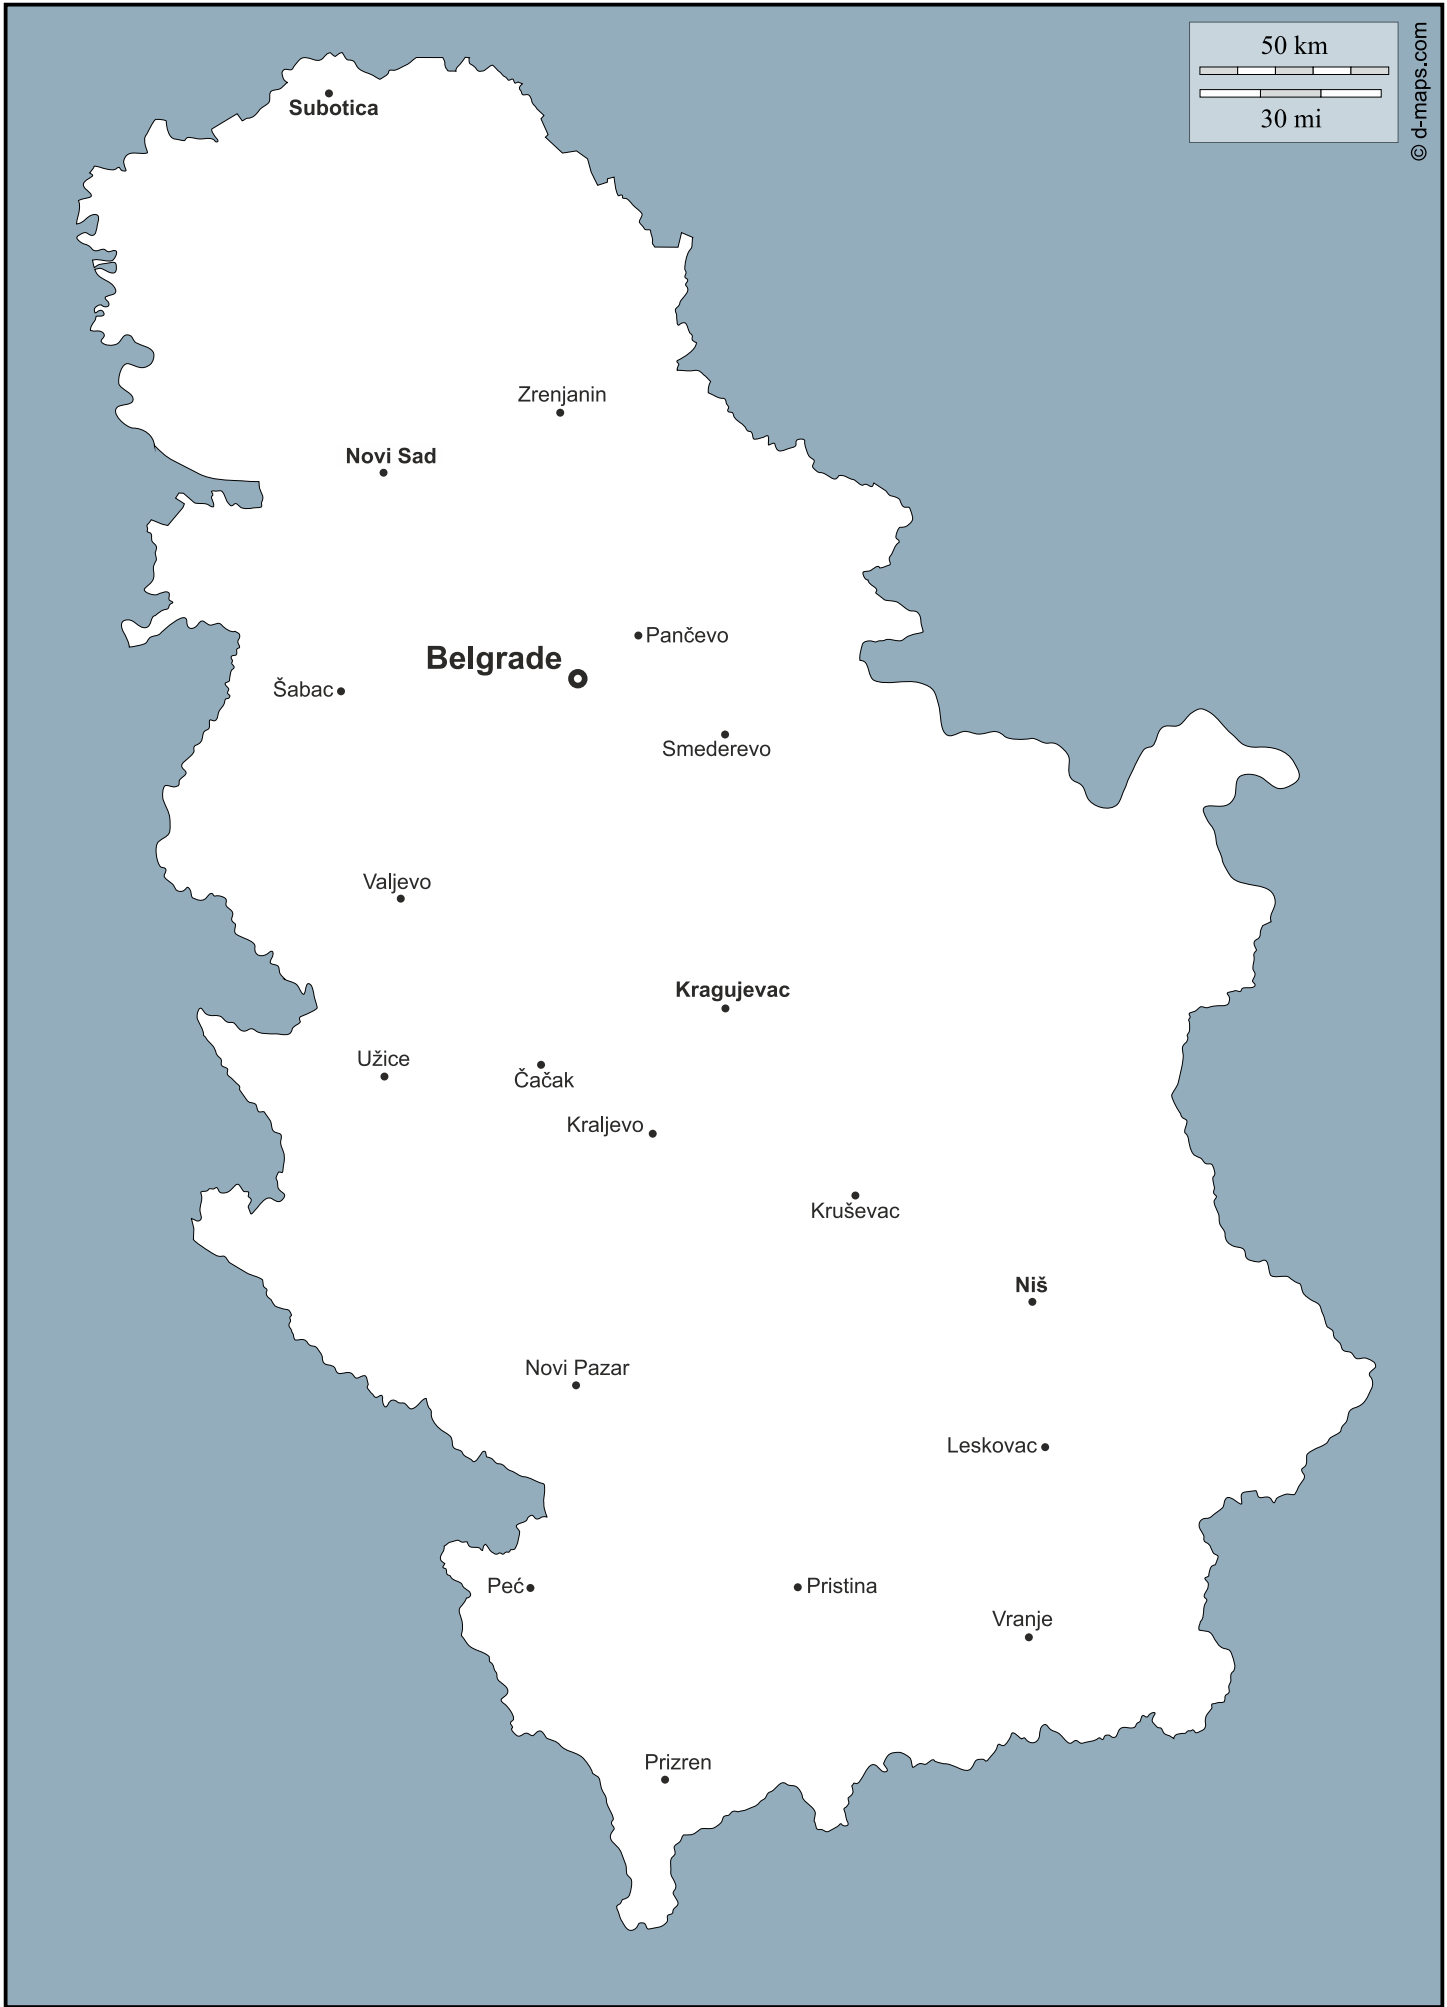 50 km
30 mi
© d-maps.com
Subotica
Zrenjanin
Novi Sad
Pančevo
Belgrade
Šabac
Smederevo
Valjevo
Kragujevac
Užice
Čačak
Kraljevo
Kruševac
Niš
Novi Pazar
Leskovac
Peć
Pristina
Vranje
Prizren